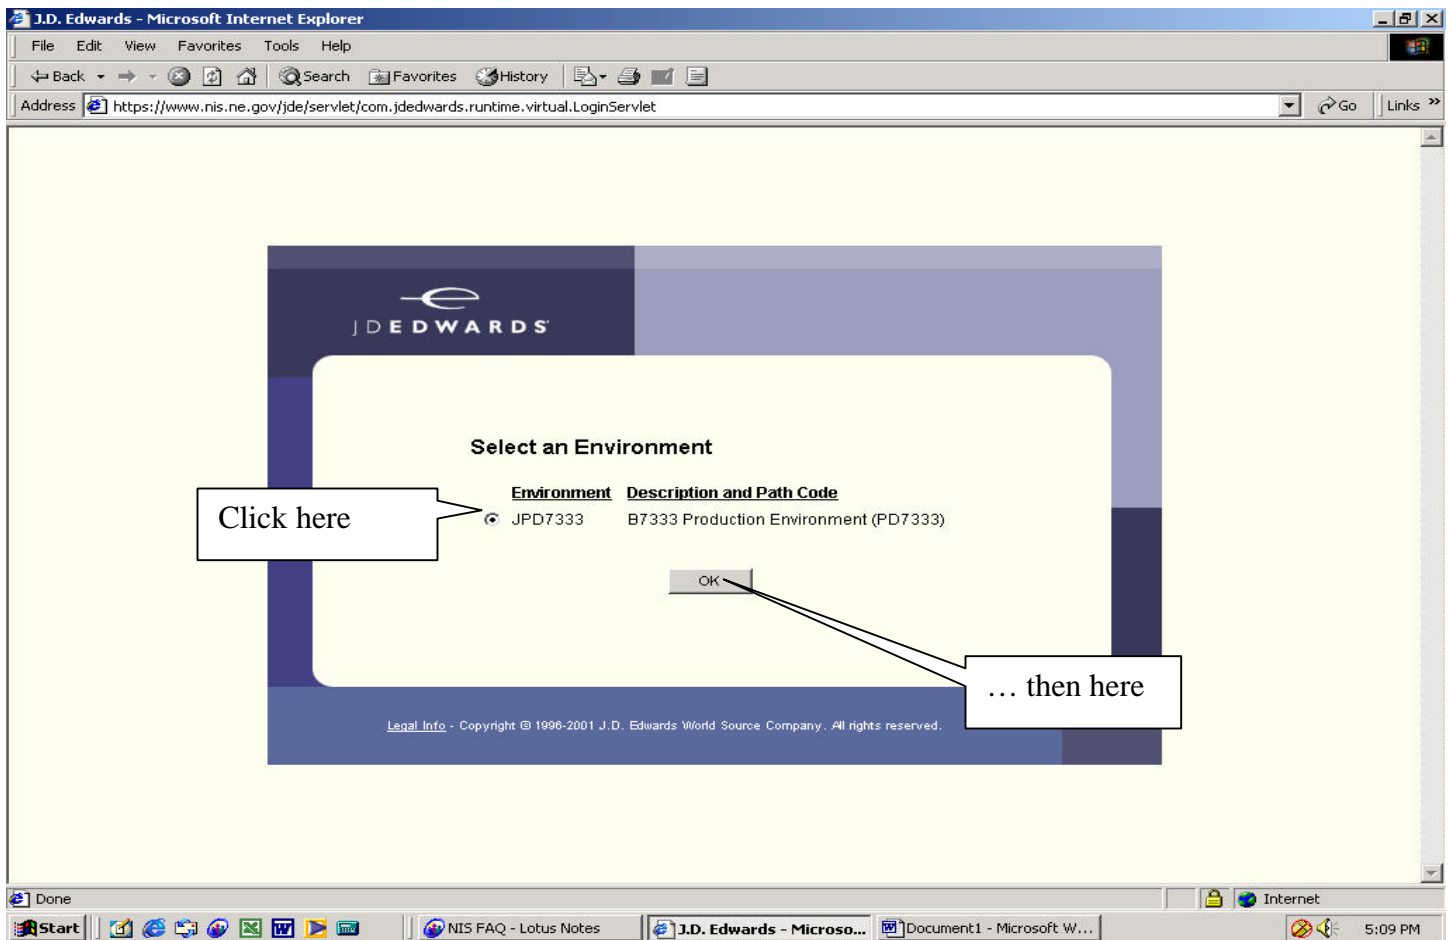 J.D. Edwards - Microsoft Internet Explorer
File Edit View Favorites Tools Help
Back Search Favorites History
Address https://www.nis.ne.gov/jde/servlet/com.jdedwards.runtime.virtual.LoginServlet Go Links »
JDEDWARDS
Select an Environment
Environment Description and Path Code
Click here
JPD7333 B7333 Production Environment (PD7333)
OK
… then here
Legal Info - Copyright © 1996-2001 J.D. Edwards World Source Company. All rights reserved.
Done Internet
Start NIS FAQ - Lotus Notes J.D. Edwards - Microso... Document1 - Microsoft W... 5:09 PM